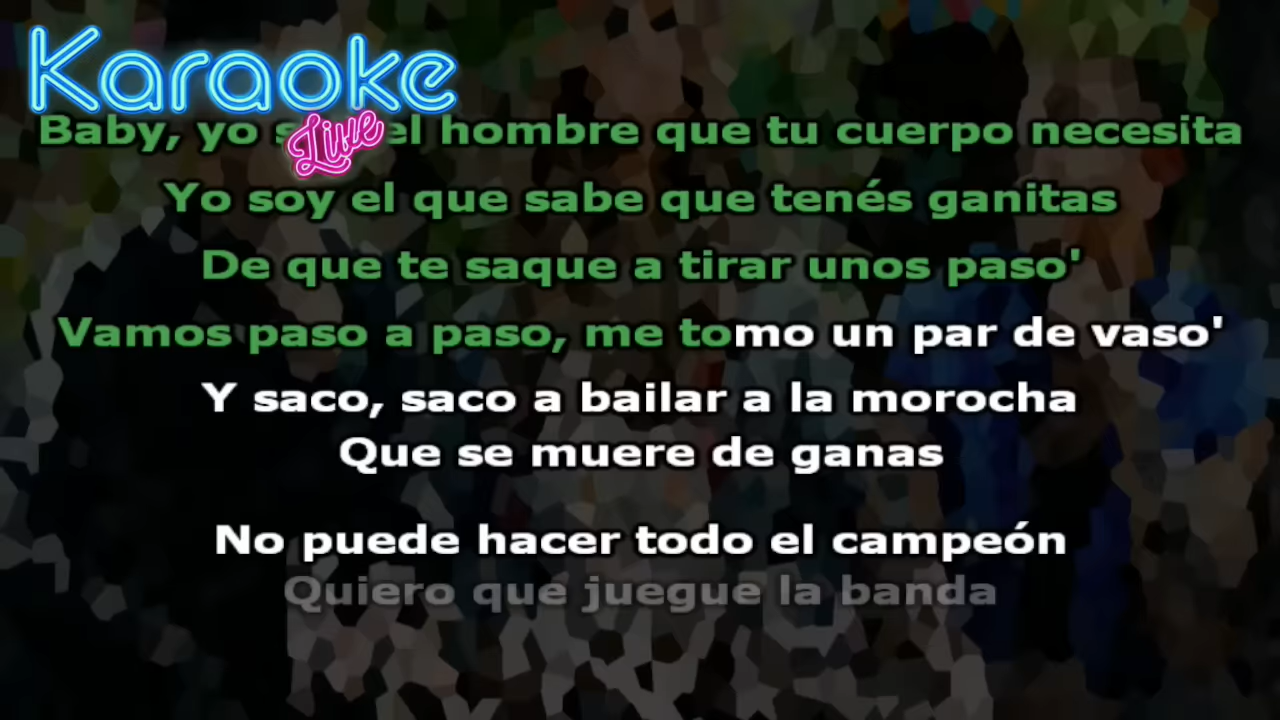 Karaoke
Live
Baby, yo el hombre que tu cuerpo necesita
Yo soy el que sabe que tenés ganitas
De que te saque a tirar unos paso'
Vamos paso a paso, me tomo un par de vaso'
Y saco, saco a bailar a la morocha
Que se muere de ganas
No puede hacer todo el campeón
Quiero que juegue la banda